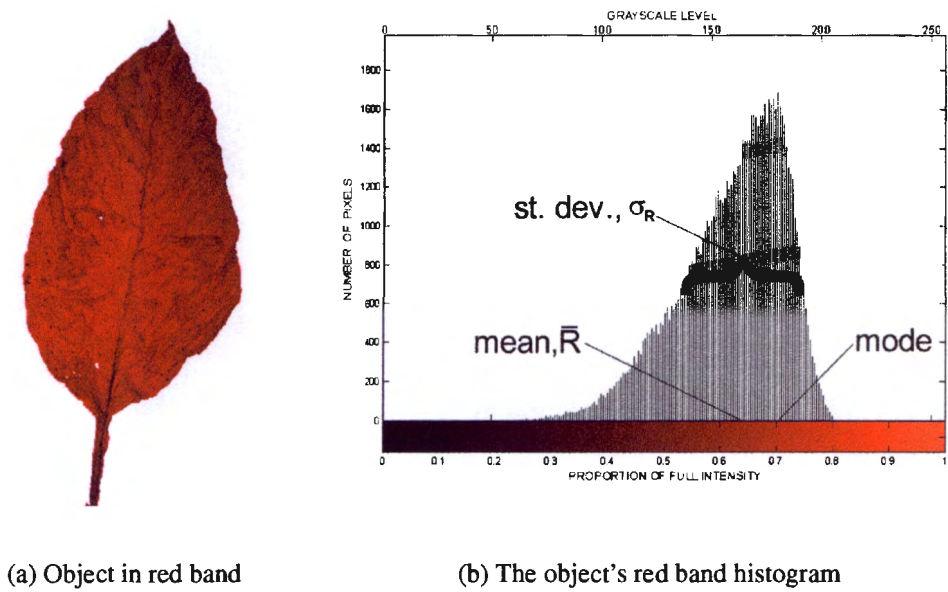 GRAYSCALE LEVEL
0 50 100 150 200 250
1800
1600
1400
1200
1000
800
600
400
200
0
NUMBER OF PIXELS
st. dev., σR
mean, R̅
mode
0 0.1 0.2 0.3 0.4 0.5 0.6 0.7 0.8 0.9 1
PROPORTION OF FULL INTENSITY
(a) Object in red band
(b) The object's red band histogram